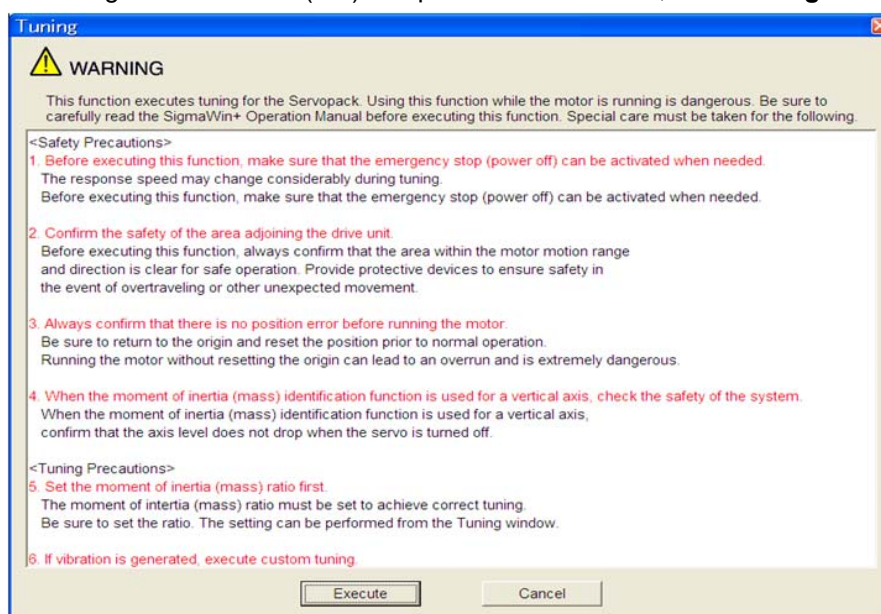 Tuning
WARNING
This function executes tuning for the Servopack. Using this function while the motor is running is dangerous. Be sure to
carefully read the SigmaWin+ Operation Manual before executing this function. Special care must be taken for the following.
<Safety Precautions>
1. Before executing this function, make sure that the emergency stop (power off) can be activated when needed.
The response speed may change considerably during tuning.
Before executing this function, make sure that the emergency stop (power off) can be activated when needed.
2. Confirm the safety of the area adjoining the drive unit.
Before executing this function, always confirm that the area within the motor motion range
and direction is clear for safe operation. Provide protective devices to ensure safety in
the event of overtraveling or other unexpected movement.
3. Always confirm that there is no position error before running the motor.
Be sure to return to the origin and reset the position prior to normal operation.
Running the motor without resetting the origin can lead to an overrun and is extremely dangerous.
4. When the moment of inertia (mass) identification function is used for a vertical axis, check the safety of the system.
When the moment of inertia (mass) identification function is used for a vertical axis,
confirm that the axis level does not drop when the servo is turned off.
<Tuning Precautions>
5. Set the moment of inertia (mass) ratio first.
The moment of intertia (mass) ratio must be set to achieve correct tuning.
Be sure to set the ratio. The setting can be performed from the Tuning window.
6. If vibration is generated, execute custom tuning.
Execute Cancel